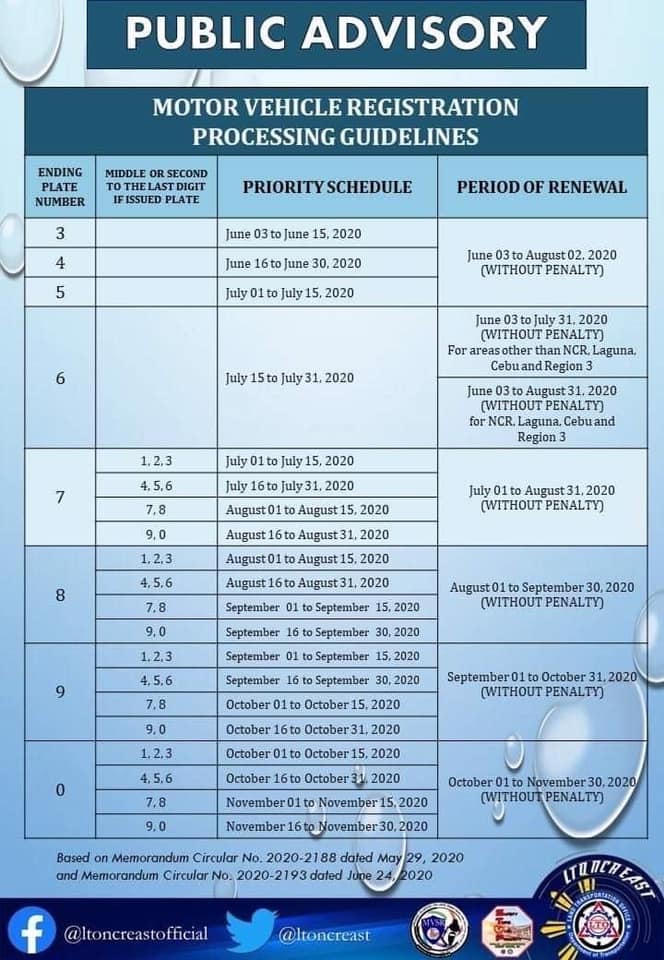 PUBLIC ADVISORY
MOTOR VEHICLE REGISTRATION
PROCESSING GUIDELINES
ENDING
PLATE
NUMBER
MIDDLE OR SECOND
TO THE LAST DIGIT
IF ISSUED PLATE
PRIORITY SCHEDULE
PERIOD OF RENEWAL
3
June 03 to June 15, 2020
4
June 16 to June 30, 2020
5
July 01 to July 15, 2020
June 03 to August 02, 2020
(WITHOUT PENALTY)
6
July 15 to July 31, 2020
June 03 to July 31, 2020
(WITHOUT PENALTY)
For areas other than NCR, Laguna,
Cebu and Region 3
June 03 to August 31, 2020
(WITHOUT PENALTY)
for NCR, Laguna, Cebu and
Region 3
7
1, 2, 3
July 01 to July 15, 2020
4, 5, 6
July 16 to July 31, 2020
7, 8
August 01 to August 15, 2020
9, 0
August 16 to August 31, 2020
July 01 to August 31, 2020
(WITHOUT PENALTY)
8
1, 2, 3
August 01 to August 15, 2020
4, 5, 6
August 16 to August 31, 2020
7, 8
September 01 to September 15, 2020
9, 0
September 16 to September 30, 2020
August 01 to September 30, 2020
(WITHOUT PENALTY)
9
1, 2, 3
September 01 to September 15, 2020
4, 5, 6
September 16 to September 30, 2020
7, 8
October 01 to October 15, 2020
9, 0
October 16 to October 31, 2020
September 01 to October 31, 2020
(WITHOUT PENALTY)
0
1, 2, 3
October 01 to October 15, 2020
4, 5, 6
October 16 to October 31, 2020
7, 8
November 01 to November 15, 2020
9, 0
November 16 to November 30, 2020
October 01 to November 30, 2020
(WITHOUT PENALTY)
Based on Memorandum Circular No. 2020-2188 dated May 29, 2020
and Memorandum Circular No. 2020-2193 dated June 24, 2020
@ltoncreastofficial
@ltoncreast
MVSR
LTO NCR EAST
LTO